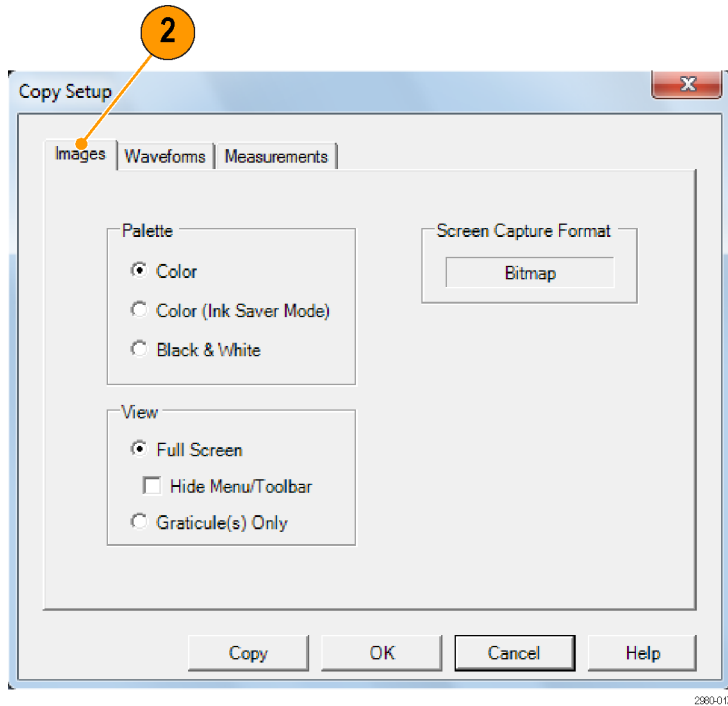 2
Copy Setup
Images Waveforms Measurements
Palette
Color
Color (Ink Saver Mode)
Black & White
Screen Capture Format
Bitmap
View
Full Screen
Hide Menu/Toolbar
Graticule(s) Only
Copy OK Cancel Help